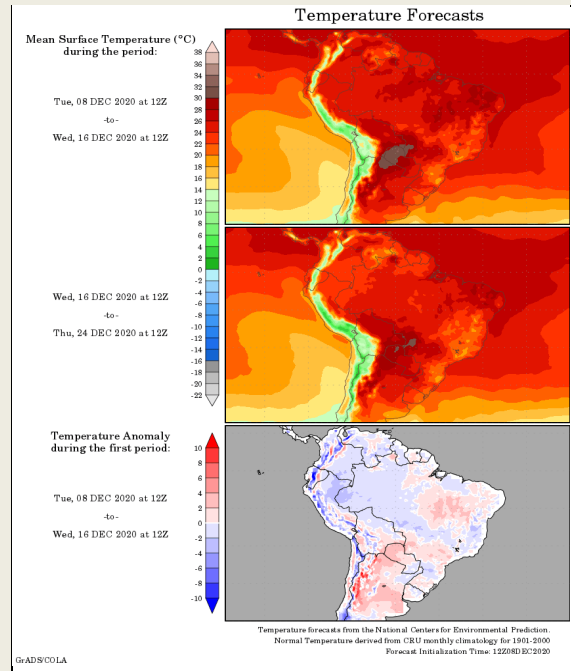 Temperature Forecasts
Mean Surface Temperature (°C)
during the period:
Tue, 08 DEC 2020 at 12Z
-to-
Wed, 16 DEC 2020 at 12Z
38
36
34
32
30
28
26
24
22
20
18
16
14
12
10
8
6
4
2
0
-2
-4
-6
-8
-10
-12
-14
-16
-18
-20
-22
Wed, 16 DEC 2020 at 12Z
-to-
Thu, 24 DEC 2020 at 12Z
Temperature Anomaly
during the first period:
Tue, 08 DEC 2020 at 12Z
-to-
Wed, 16 DEC 2020 at 12Z
10
8
6
4
2
0
-2
-4
-6
-8
-10
Temperature forecasts from the National Centers for Environmental Prediction.
Normal Temperature derived from CRU monthly climatology for 1901-2000
Forecast Initialization Time: 12Z08DEC2020
GrADS/COLA